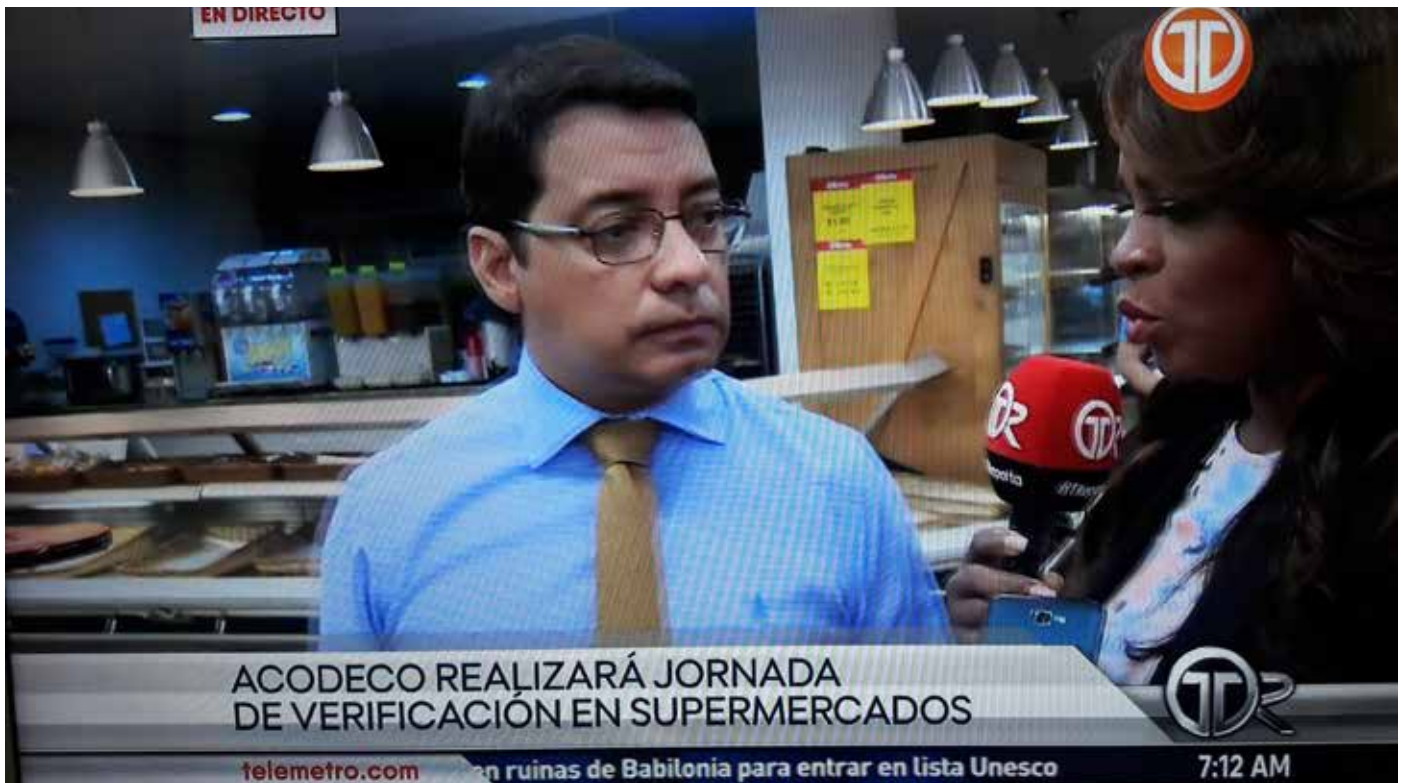 EN DIRECTO
ACODECO REALIZARÁ JORNADA
DE VERIFICACIÓN EN SUPERMERCADOS
telemetro.com
en ruinas de Babilonia para entrar en lista Unesco
7:12 AM